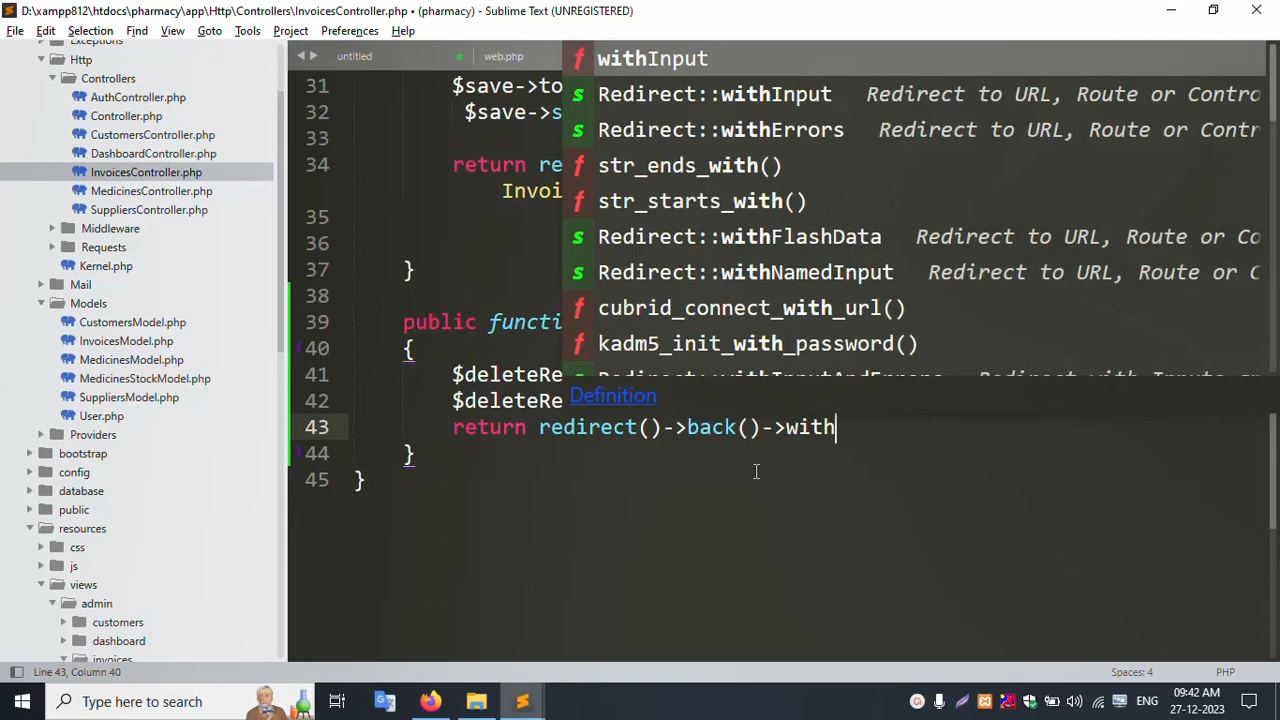 D:\xampp812\htdocs\pharmacy\app\Http\Controllers\InvoicesController.php • (pharmacy) - Sublime Text (UNREGISTERED)
File Edit Selection Find View Goto Tools Project Preferences Help
Exceptions
Http
Controllers
AuthController.php
Controller.php
CustomersController.php
DashboardController.php
InvoicesController.php
MedicinesController.php
SuppliersController.php
Middleware
Requests
Kernel.php
Mail
Models
CustomersModel.php
InvoicesModel.php
MedicinesModel.php
MedicinesStockModel.php
SuppliersModel.php
User.php
Providers
bootstrap
config
database
public
resources
css
js
views
admin
customers
dashboard
invoices
untitled web.php
31 $save->to
32 $save->s
33
34 return re
Invoi
35
36
37 }
38
39 public functi
40 {
41 $deleteRe
42 $deleteRe
43 return redirect()->back()->with
44 }
45 }
f withInput
s Redirect::withInput Redirect to URL, Route or Contro
s Redirect::withErrors Redirect to URL, Route or Contr
f str_ends_with()
f str_starts_with()
s Redirect::withFlashData Redirect to URL, Route or Co
s Redirect::withNamedInput Redirect to URL, Route or C
f cubrid_connect_with_url()
f kadm5_init_with_password()
s Redirect::withInputAndErrors Redirect with Inputs
Definition
Line 43, Column 40 Spaces: 4 PHP
Type here to search
ENG
09:42 AM
27-12-2023